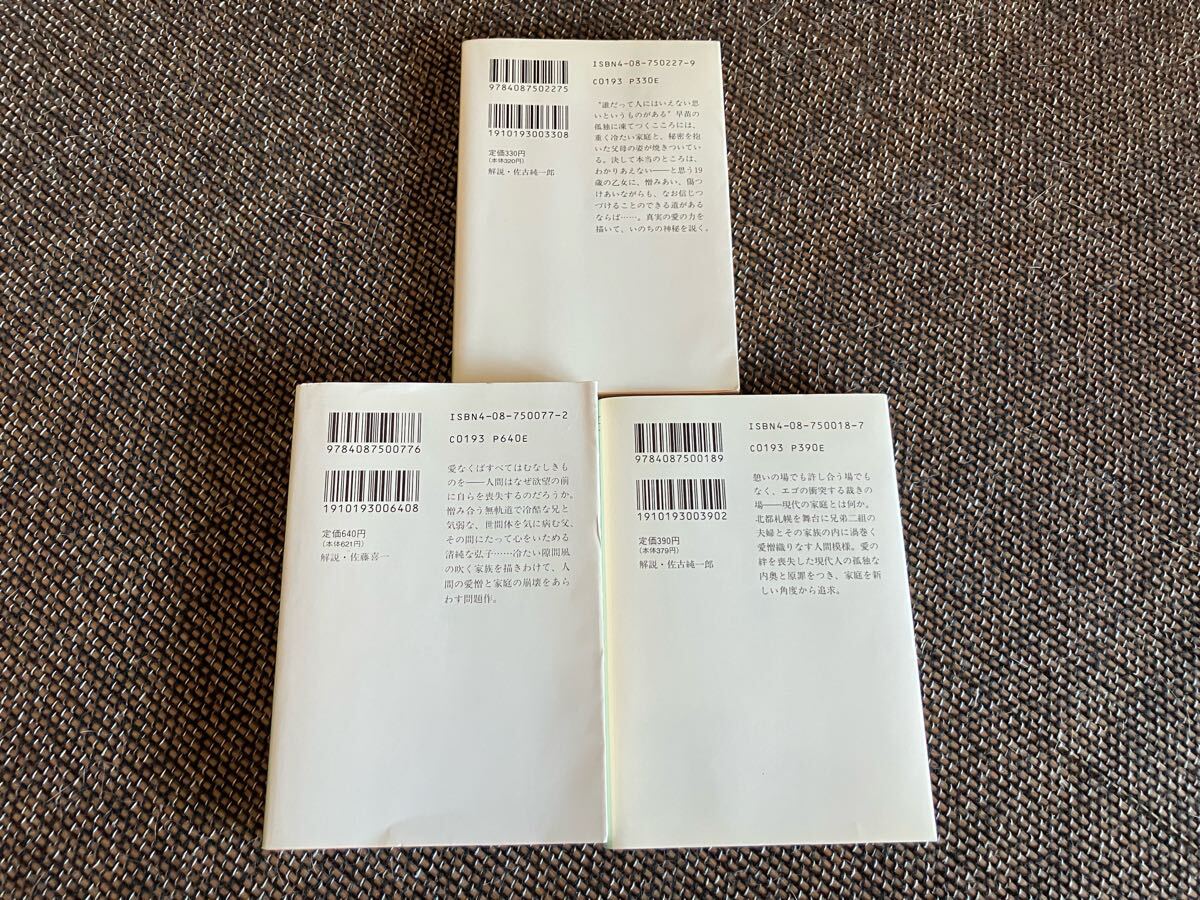 ISBN4-08-750227-9
C0193 P330E
9784087502275
1910193003308
定価330円
(本体320円)
解説・佐古純一郎
"誰だって人にはいえない思
いというものがある"早苗の
孤独に凍てつくこころには、
重く冷たい家庭と、秘密を抱
いた父母の姿が焼きついてい
る。決して本当のところは、
わかりあえない——と思う19
歳の乙女に、憎みあい、傷つ
けあいながらも、なお信じつ
づけることのできる道がある
ならば……。真実の愛の力を
描いて、いのちの神秘を説く。
ISBN4-08-750077-2
C0193 P640E
9784087500776
1910193006408
定価640円
(本体621円)
解説・佐藤喜一
愛なくばすべてはむなしきも
のを——人間はなぜ欲望の前
に自らを喪失するのだろうか。
憎み合う無軌道で冷酷な兄と
気弱な、世間体を気に病む父、
その間にたって心をいためる
清純な弘子……冷たい隙間風
の吹く家族を描きわけて、人
間の愛憎と家庭の崩壊をあら
わす問題作。
ISBN4-08-750018-7
C0193 P390E
9784087500189
1910193003902
定価390円
(本体379円)
解説・佐古純一郎
憩いの場でも許し合う場でも
なく、エゴの衝突する裁きの
場——現代の家庭とは何か。
北都札幌を舞台に兄弟二組の
夫婦とその家族の内に渦巻く
愛憎織りなす人間模様。愛の
絆を喪失した現代人の孤独な
内奥と原罪をつき、家庭を新
しい角度から追求。